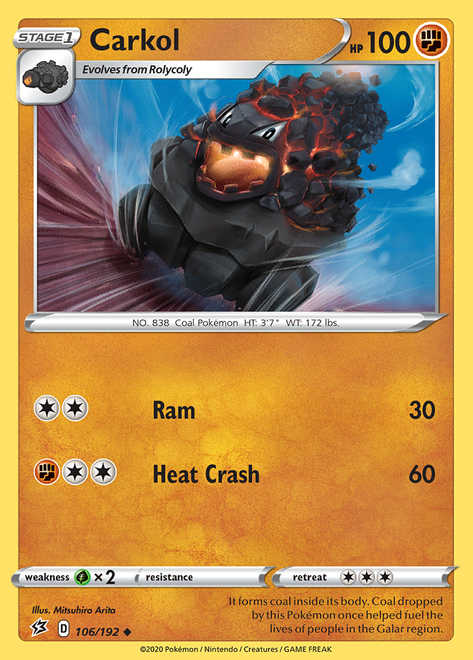 STAGE 1
Carkol
HP 100
Evolves from Rolycoly
NO. 838 Coal Pokémon HT: 3'7" WT: 172 lbs.
Ram 30
Heat Crash 60
weakness ×2 resistance retreat
Illus. Mitsuhiro Arita
D 106/192
It forms coal inside its body. Coal dropped
by this Pokémon once helped fuel the
lives of people in the Galar region.
©2020 Pokémon / Nintendo / Creatures / GAME FREAK